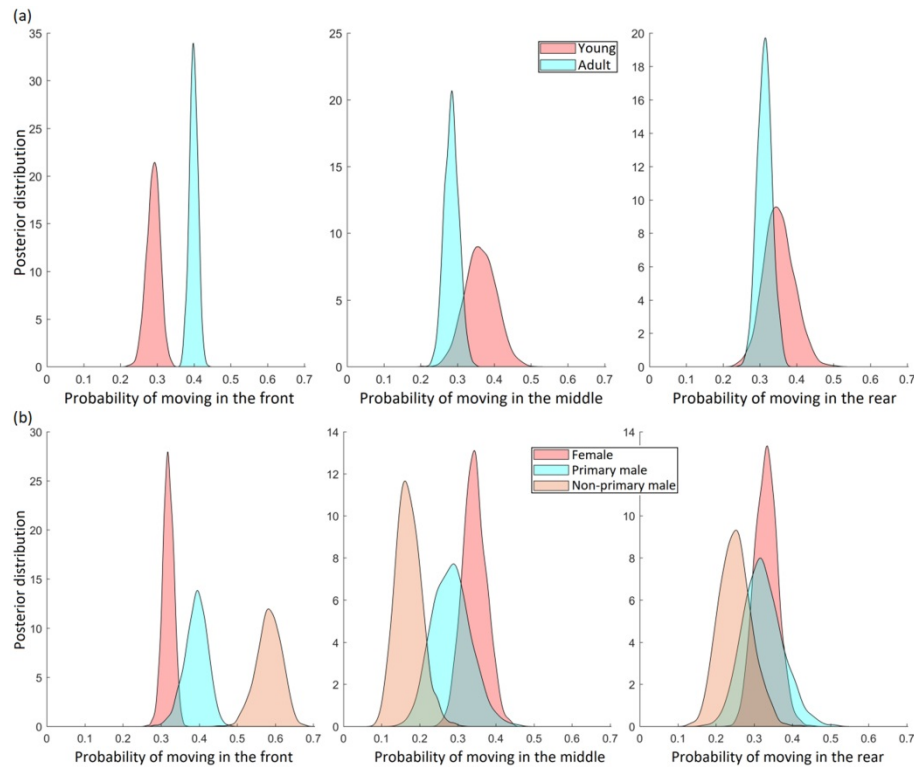 (a)
35
30
25
20
15
10
5
0
0 0.1 0.2 0.3 0.4 0.5 0.6 0.7
Posterior distribution
Probability of moving in the front
25
20
15
10
5
0
0 0.1 0.2 0.3 0.4 0.5 0.6 0.7
Probability of moving in the middle
Young
Adult
20
18
16
14
12
10
8
6
4
2
0
0 0.1 0.2 0.3 0.4 0.5 0.6 0.7
Probability of moving in the rear
(b)
30
25
20
15
10
5
0
0 0.1 0.2 0.3 0.4 0.5 0.6 0.7
Posterior distribution
Probability of moving in the front
14
12
10
8
6
4
2
0
0 0.1 0.2 0.3 0.4 0.5 0.6 0.7
Probability of moving in the middle
Female
Primary male
Non-primary male
14
12
10
8
6
4
2
0
0 0.1 0.2 0.3 0.4 0.5 0.6 0.7
Probability of moving in the rear